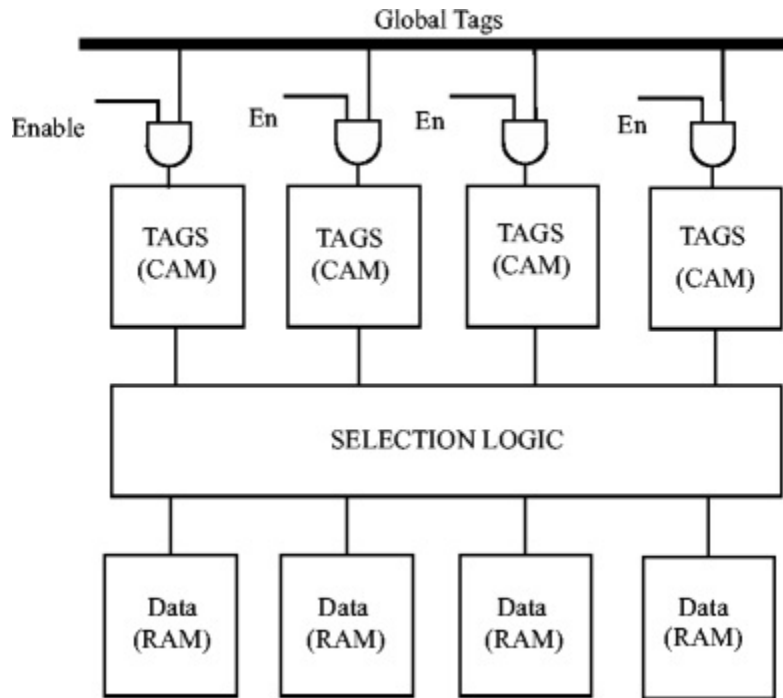 Global Tags
Enable
En
En
En
TAGS
(CAM)
TAGS
(CAM)
TAGS
(CAM)
TAGS
(CAM)
SELECTION LOGIC
Data
(RAM)
Data
(RAM)
Data
(RAM)
Data
(RAM)